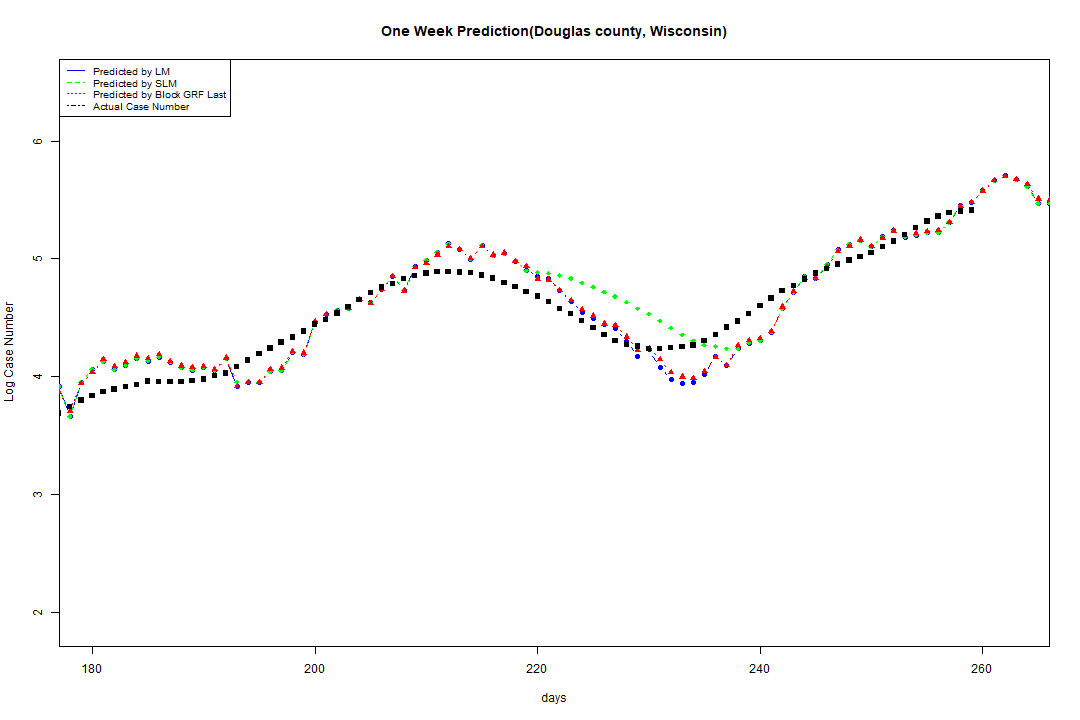 One Week Prediction(Douglas county, Wisconsin)
Predicted by LM
Predicted by SLM
Predicted by Block GRF Last
Actual Case Number
6
5
4
3
2
Log Case Number
180 200 220 240 260
days